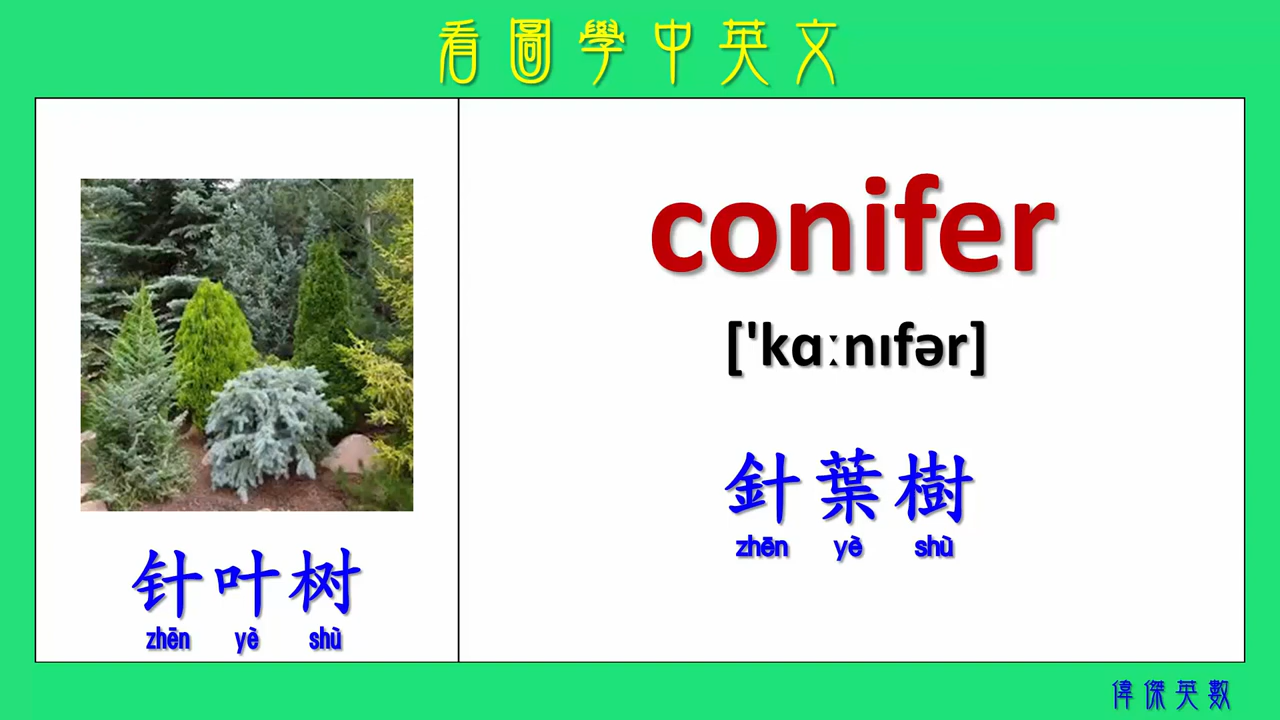 看圖學中英文
conifer
['kɑːnɪfər]
針葉樹
zhēn yè shù
针叶树
zhēn yè shù
偉傑英數